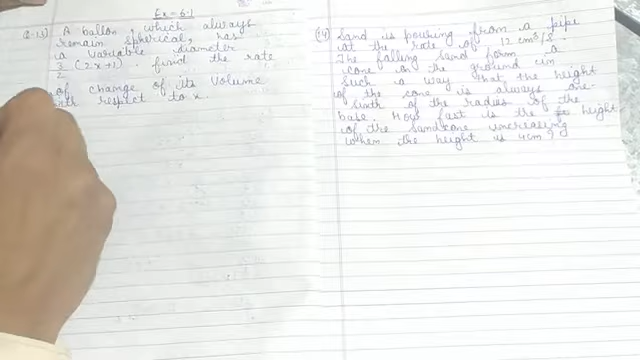 Ex - 6.1
Q-13) A ballon, which always
remain spherical, has
a variable diameter
3/2 (2x+1). find the rate
of change of its volume
with respect to x.
(14) Sand is pouring from a pipe
at the rate of 12 cm³/s.
The falling sand form a
cone on the ground in
such a way that the height
of the cone is always one-
sixth of the radius of the
base. How fast is the height
of the sand cone increasing
when the height is 4cm?